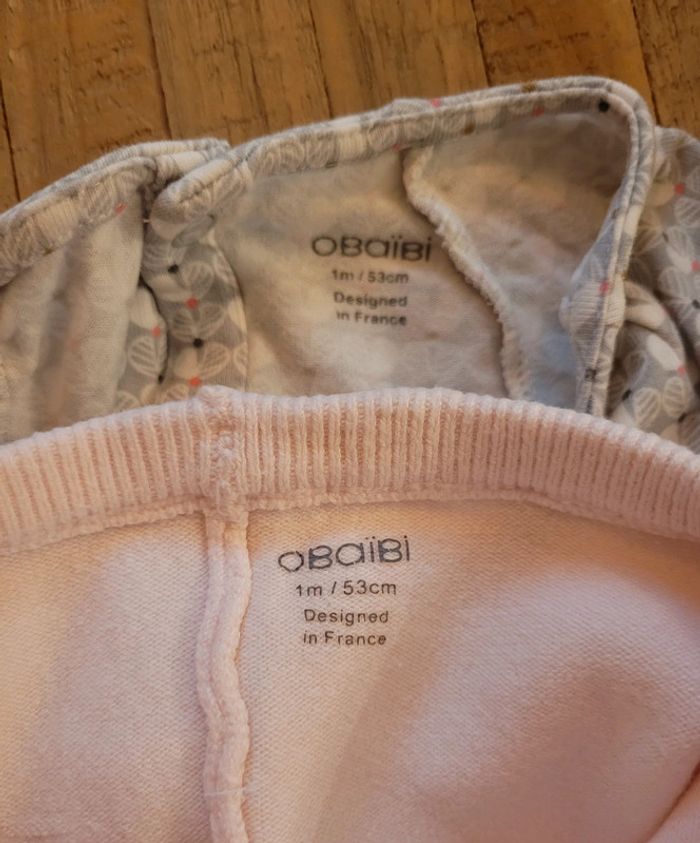 OBaïBi
1m / 53cm
Designed
in France
OBaïBi
1m / 53cm
Designed
in France